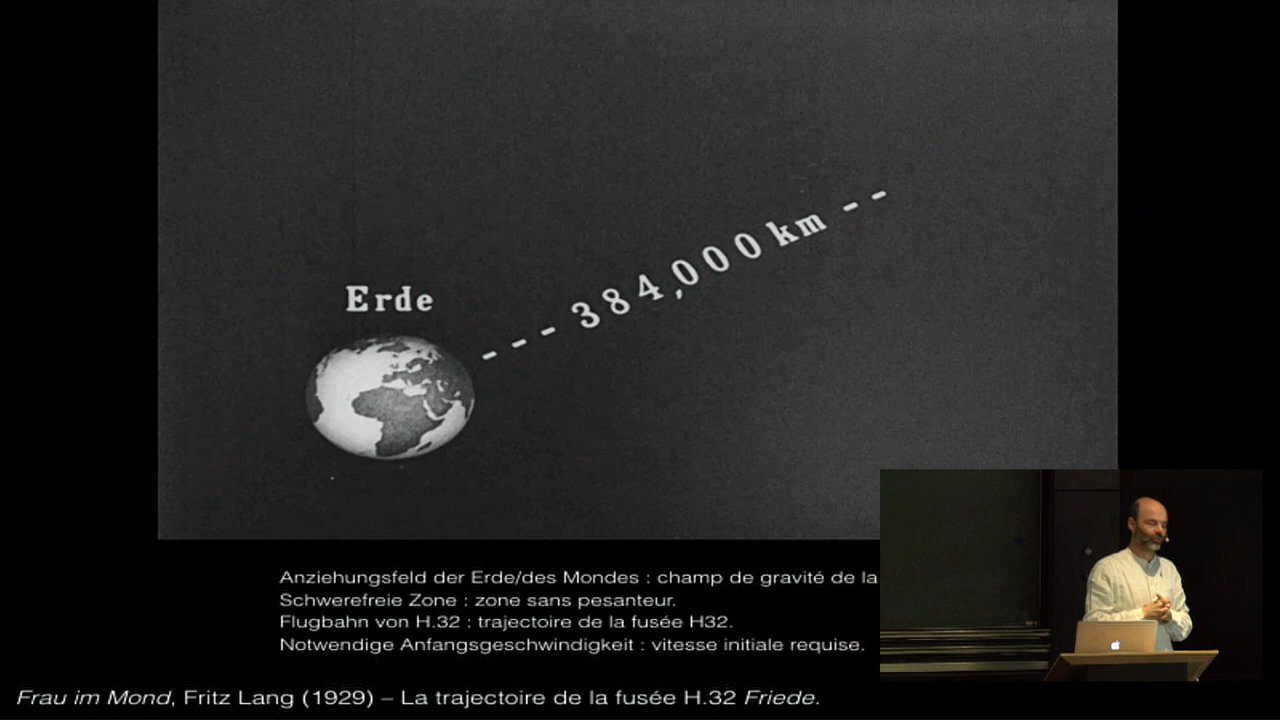 Erde
--- 384,000 km --
Anziehungsfeld der Erde/des Mondes : champ de gravité de la
Schwerefreie Zone : zone sans pesanteur.
Flugbahn von H.32 : trajectoire de la fusée H32.
Notwendige Anfangsgeschwindigkeit : vitesse initiale requise.
Frau im Mond, Fritz Lang (1929) – La trajectoire de la fusée H.32 Friede.